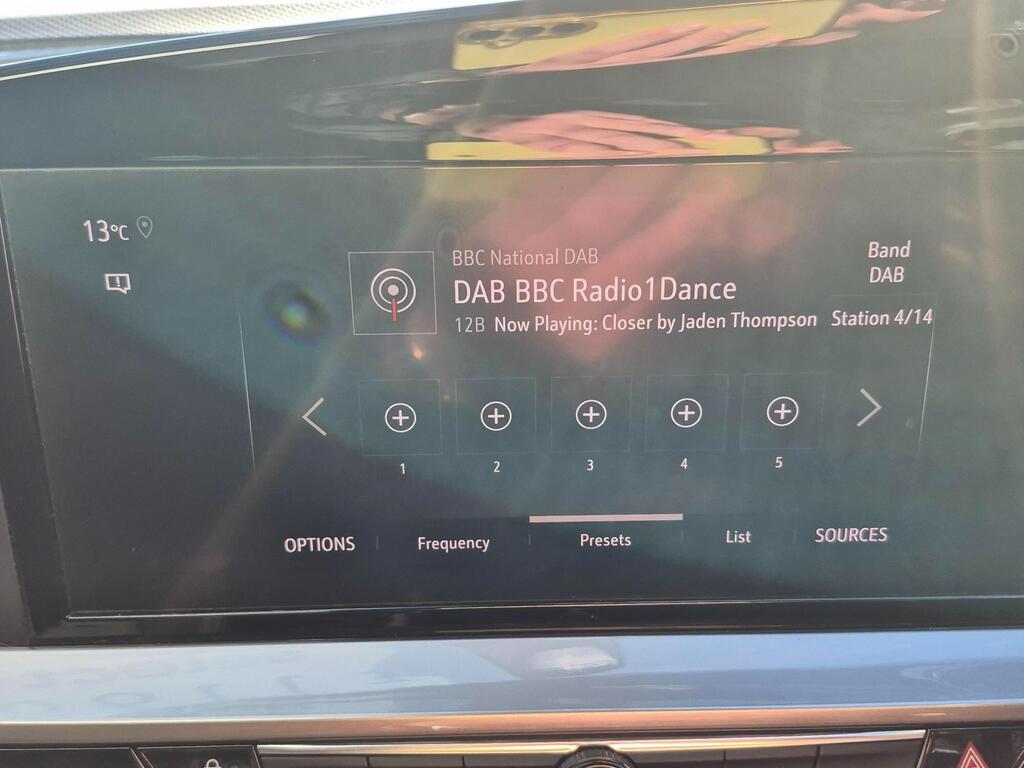 13°C
BBC National DAB
DAB BBC Radio1Dance
12B Now Playing: Closer by Jaden Thompson
Band
DAB
Station 4/14
1 2 3 4 5
OPTIONS Frequency Presets List SOURCES